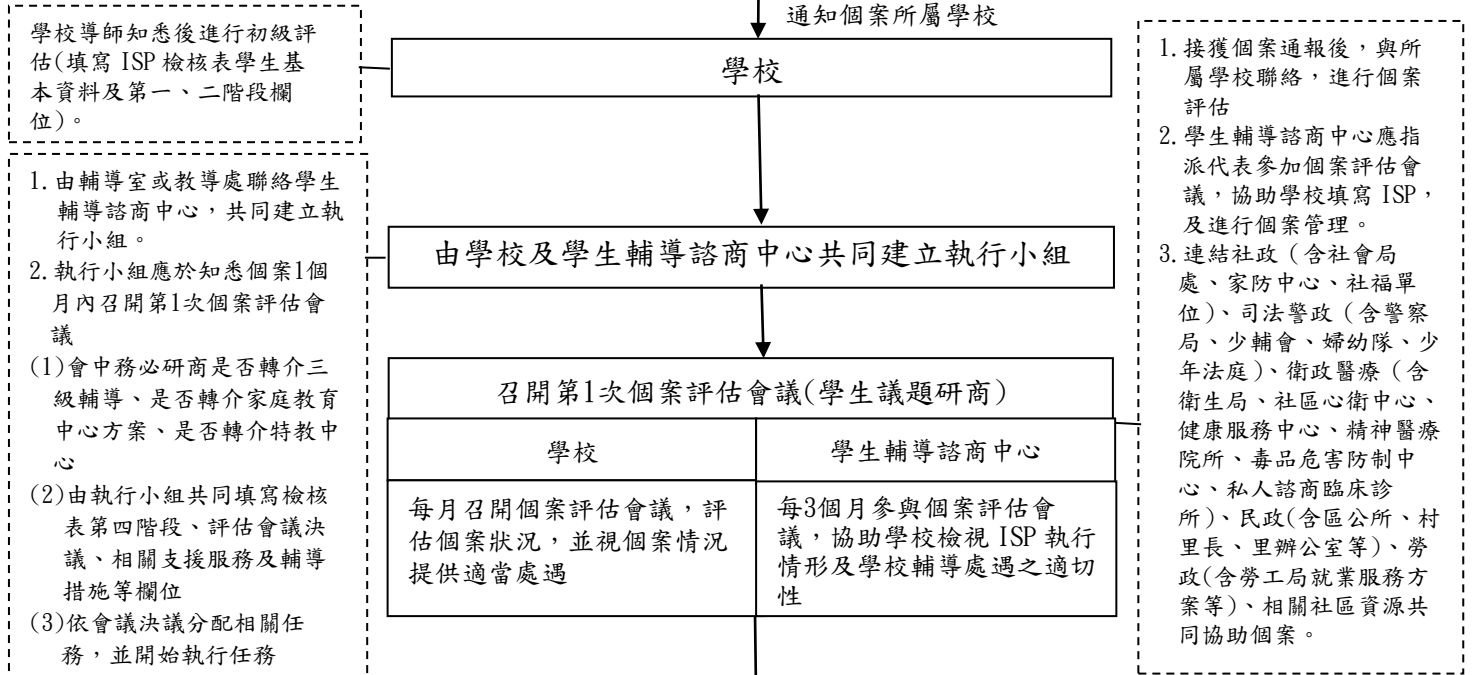 通知個案所屬學校
學校導師知悉後進行初級評
估(填寫 ISP 檢核表學生基
本資料及第一、二階段欄
位)。
學校
1.由輔導室或教導處聯絡學生
輔導諮商中心，共同建立執
行小組。
2.執行小組應於知悉個案1個
月內召開第1次個案評估會
議
(1)會中務必研商是否轉介三
級輔導、是否轉介家庭教育
中心方案、是否轉介特教中
心
(2)由執行小組共同填寫檢核
表第四階段、評估會議決
議、相關支援服務及輔導
措施等欄位
(3)依會議決議分配相關任
務，並開始執行任務
由學校及學生輔導諮商中心共同建立執行小組
召開第1次個案評估會議(學生議題研商)
學校
學生輔導諮商中心
每月召開個案評估會議，評
估個案狀況，並視個案情況
提供適當處遇
每3個月參與個案評估會
議，協助學校檢視 ISP 執行
情形及學校輔導處遇之適切
性
1.接獲個案通報後，與所
屬學校聯絡，進行個案
評估
2.學生輔導諮商中心應指
派代表參加個案評估會
議，協助學校填寫 ISP，
及進行個案管理。
3.連結社政（含社會局
處、家防中心、社福單
位)、司法警政（含警察
局、少輔會、婦幼隊、少
年法庭)、衛政醫療（含
衛生局、社區心衛中心、
健康服務中心、精神醫療
院所、毒品危害防制中
心、私人諮商臨床診
所)、民政(含區公所、村
里長、里辦公室等)、勞
政(含勞工局就業服務方
案等)、相關社區資源共
同協助個案。